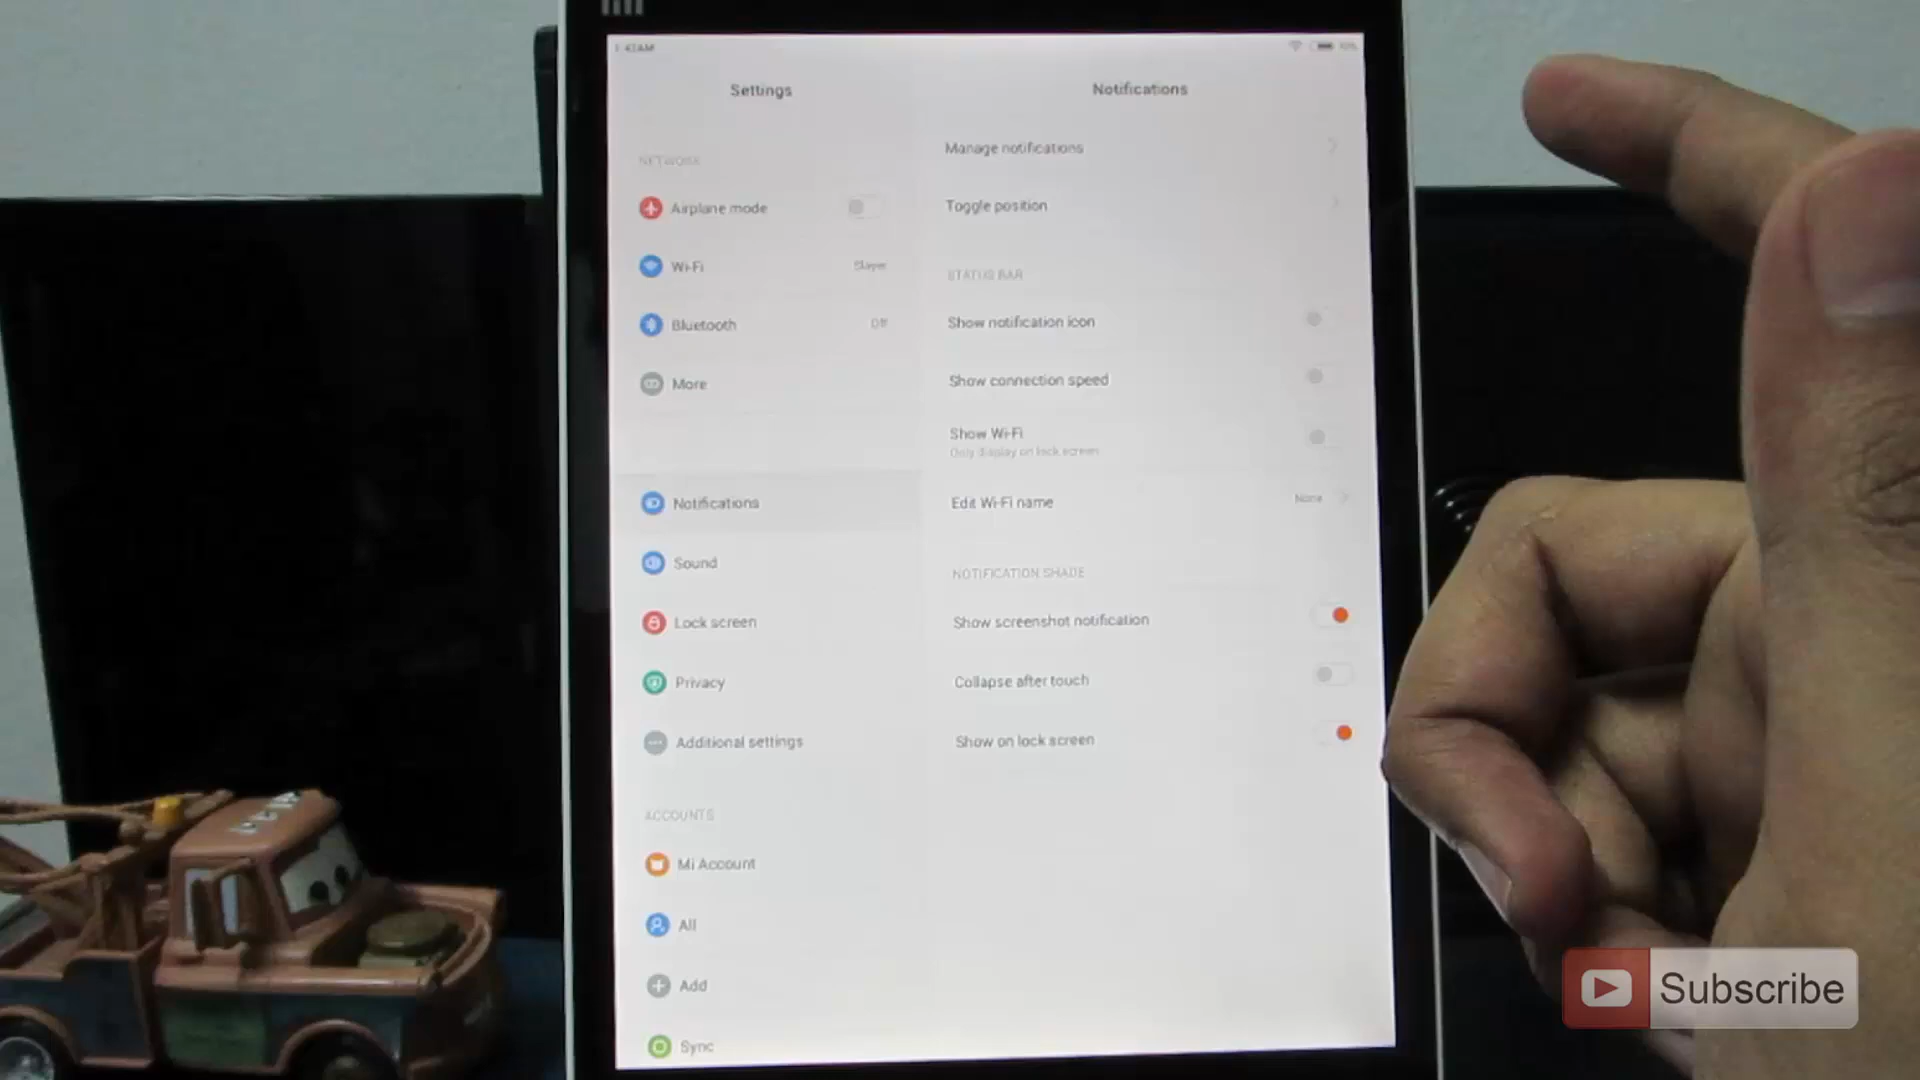 Settings
Notifications
NETWORK
Airplane mode
Wi-Fi
Slayer
Bluetooth
Off
More
Notifications
Sound
Lock screen
Privacy
Additional settings
ACCOUNTS
Mi Account
All
Add
Sync
Manage notifications
Toggle position
STATUS BAR
Show notification icon
Show connection speed
Show Wi-Fi
Only display on lock screen
Edit Wi-Fi name
None
NOTIFICATION SHADE
Show screenshot notification
Collapse after touch
Show on lock screen
Subscribe